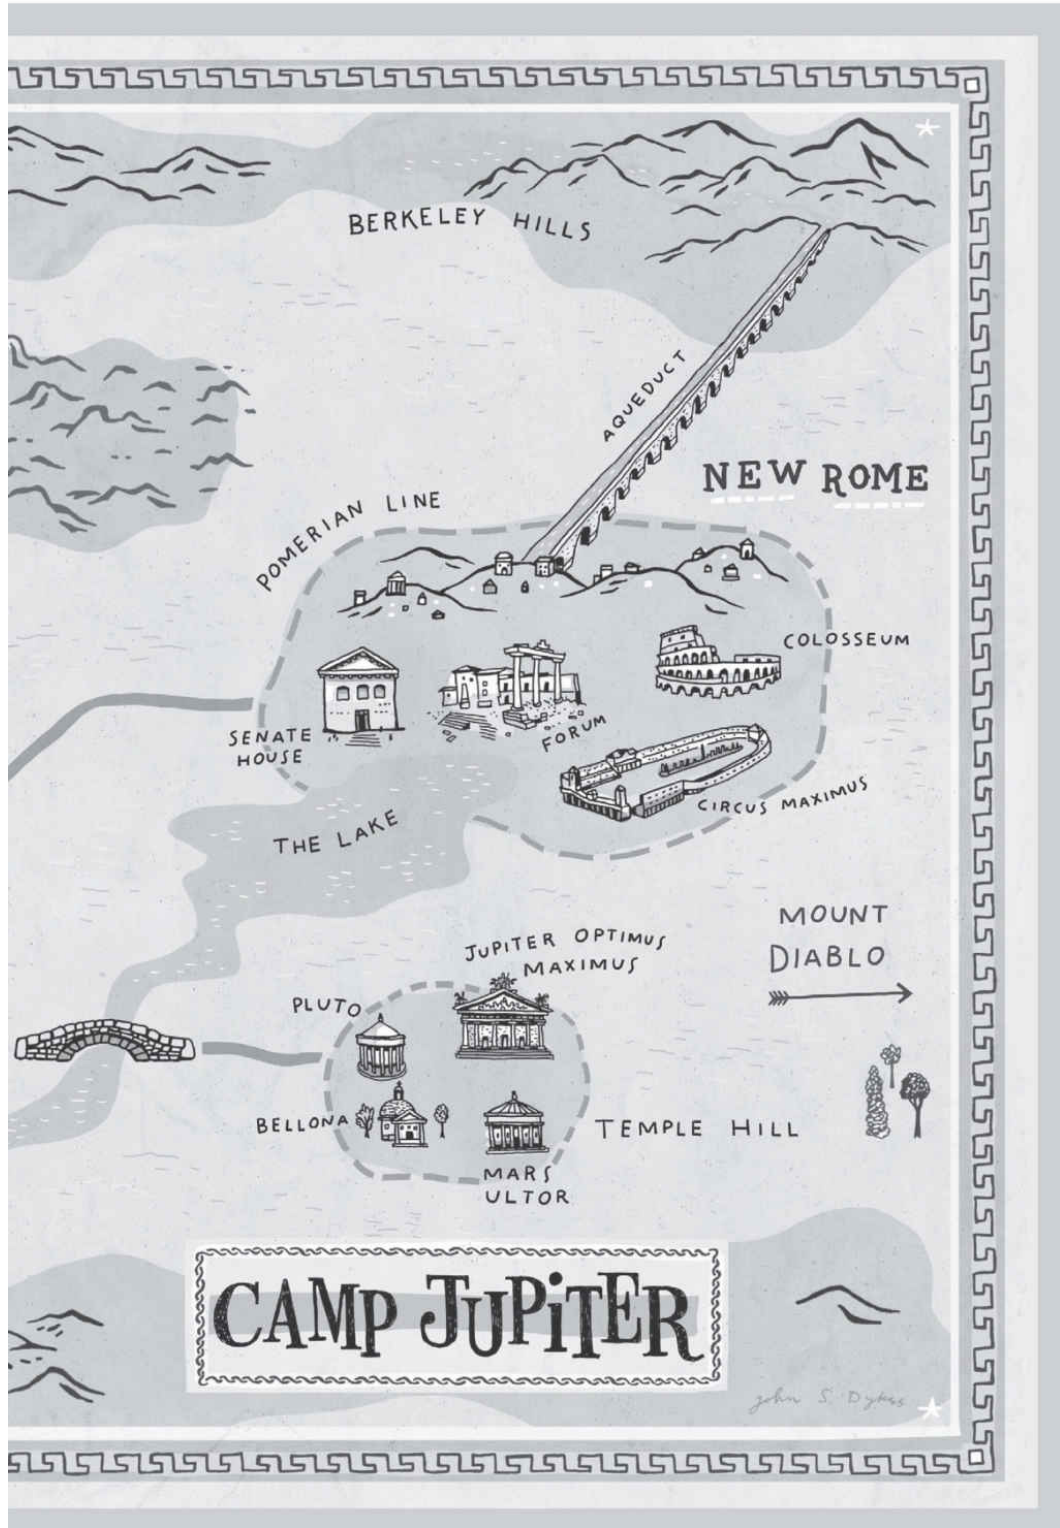 BERKELEY HILLS
AQUEDUCT
NEW ROME
POMERIAN LINE
COLOSSEUM
SENATE
HOUSE
FORUM
CIRCUS MAXIMUS
THE LAKE
MOUNT
DIABLO
JUPITER OPTIMUS
MAXIMUS
PLUTO
BELLONA
TEMPLE HILL
MARS
ULTOR
CAMP JUPiTER
john S. Dykes